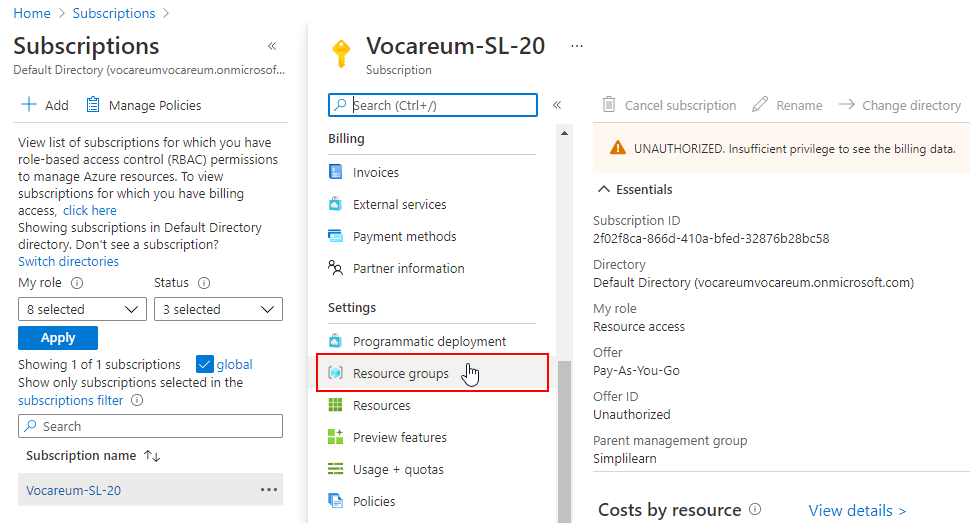 Home > Subscriptions >
Subscriptions «
Default Directory (vocareumvocareum.onmicrosoft...
+ Add Manage Policies
View list of subscriptions for which you have
role-based access control (RBAC) permissions
to manage Azure resources. To view
subscriptions for which you have billing
access, click here
Showing subscriptions in Default Directory
directory. Don't see a subscription?
Switch directories
My role Status
8 selected 3 selected
Apply
Showing 1 of 1 subscriptions global
Show only subscriptions selected in the
subscriptions filter
Search
Subscription name ↑↓
Vocareum-SL-20 ...
Vocareum-SL-20 ...
Subscription
Search (Ctrl+/) «
Billing
Invoices
External services
Payment methods
Partner information
Settings
Programmatic deployment
Resource groups
Resources
Preview features
Usage + quotas
Policies
Cancel subscription Rename → Change directory
UNAUTHORIZED. Insufficient privilege to see the billing data.
Essentials
Subscription ID
2f02f8ca-866d-410a-bfed-32876b28bc58
Directory
Default Directory (vocareumvocareum.onmicrosoft.com)
My role
Resource access
Offer
Pay-As-You-Go
Offer ID
Unauthorized
Parent management group
Simplilearn
Costs by resource View details >